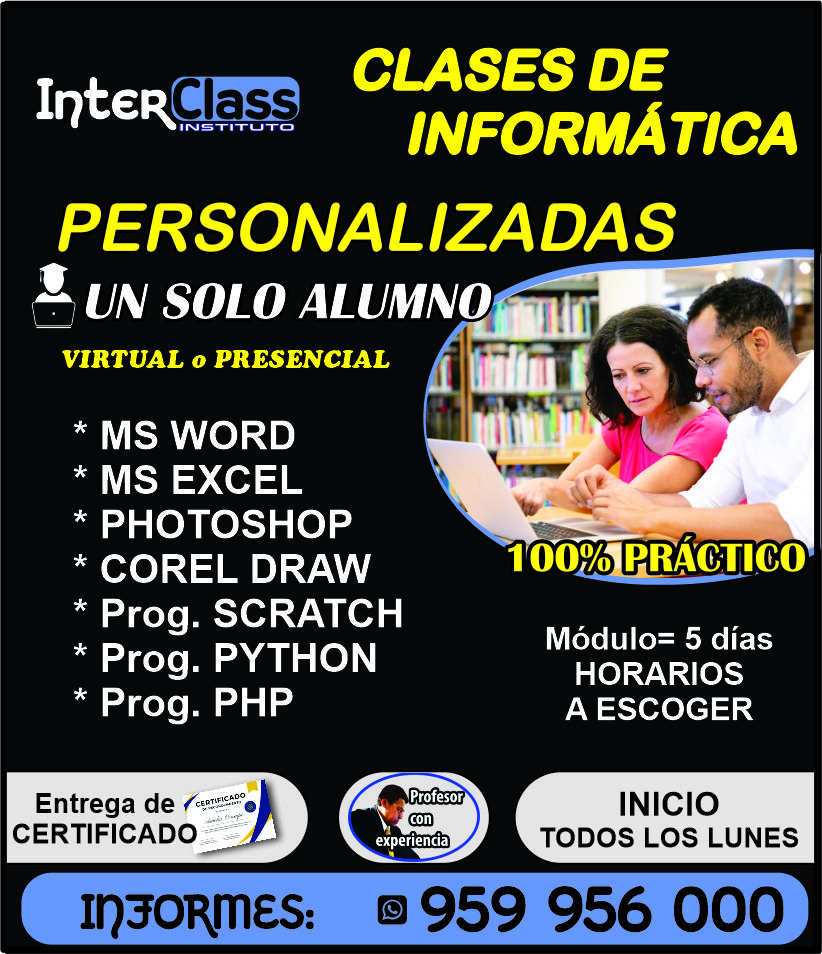 InterClass
INSTITUTO
CLASES DE
INFORMÁTICA
PERSONALIZADAS
UN SOLO ALUMNO
VIRTUAL o PRESENCIAL
* MS WORD
* MS EXCEL
* PHOTOSHOP
* COREL DRAW
* Prog. SCRATCH
* Prog. PYTHON
* Prog. PHP
100% PRÁCTICO
Módulo= 5 días
HORARIOS
A ESCOGER
Entrega de
CERTIFICADO
CERTIFICADO
DE RECONOCIMIENTO
Profesor
con
experiencia
INICIO
TODOS LOS LUNES
INFORMES:
959 956 000